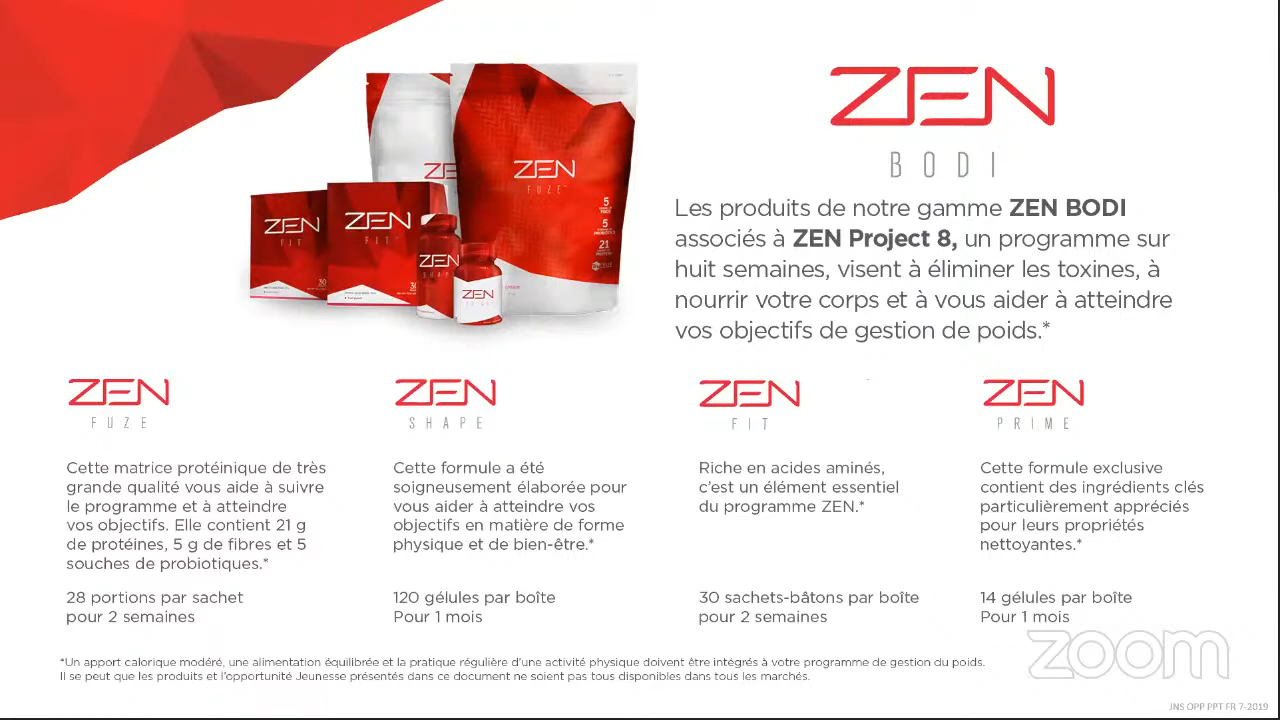 ZEN
BODI
Les produits de notre gamme ZEN BODI
associés à ZEN Project 8, un programme sur
huit semaines, visent à éliminer les toxines, à
nourrir votre corps et à vous aider à atteindre
vos objectifs de gestion de poids.*
ZEN
FUZE
5
5
21
ZE
ZEN
FIT
30
ZEN
FIT
ZEN
SHAPE
ZEN
ZEN
FUZE
Cette matrice protéinique de très
grande qualité vous aide à suivre
le programme et à atteindre
vos objectifs. Elle contient 21 g
de protéines, 5 g de fibres et 5
souches de probiotiques.*
28 portions par sachet
pour 2 semaines
ZEN
SHAPE
Cette formule a été
soigneusement élaborée pour
vous aider à atteindre vos
objectifs en matière de forme
physique et de bien-être.*
120 gélules par boîte
Pour 1 mois
ZEN
FIT
Riche en acides aminés,
c'est un élément essentiel
du programme ZEN.*
30 sachets-bâtons par boîte
pour 2 semaines
ZEN
PRIME
Cette formule exclusive
contient des ingrédients clés
particulièrement appréciés
pour leurs propriétés
nettoyantes.*
14 gélules par boîte
Pour 1 mois
zoom
*Un apport calorique modéré, une alimentation équilibrée et la pratique régulière d'une activité physique doivent être intégrés à votre programme de gestion du poids.
Il se peut que les produits et l'opportunité Jeunesse présentés dans ce document ne soient pas tous disponibles dans tous les marchés.
JNS OPP PPT FR 7-2019